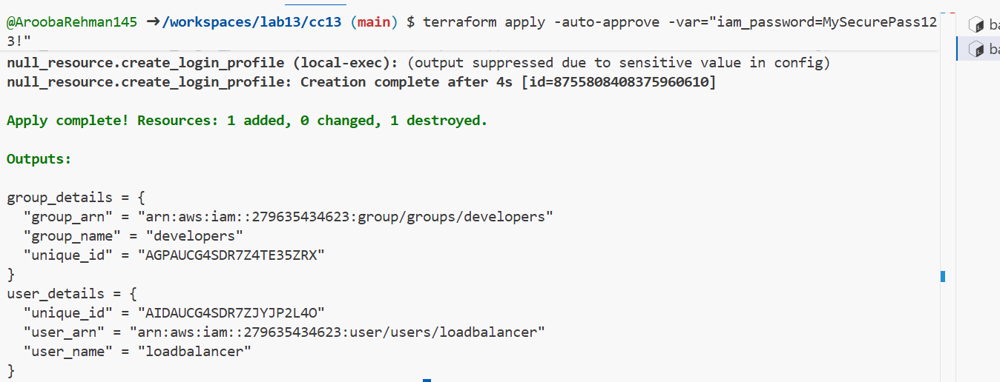 @AroobaRehman145 ➜/workspaces/lab13/cc13 (main) $ terraform apply -auto-approve -var="iam_password=MySecurePass12
3!"
null_resource.create_login_profile (local-exec): (output suppressed due to sensitive value in config)
null_resource.create_login_profile: Creation complete after 4s [id=8755808408375960610]
Apply complete! Resources: 1 added, 0 changed, 1 destroyed.
Outputs:
group_details = {
  "group_arn" = "arn:aws:iam::279635434623:group/groups/developers"
  "group_name" = "developers"
  "unique_id" = "AGPAUCG4SDR7Z4TE35ZRX"
}
user_details = {
  "unique_id" = "AIDAUCG4SDR7ZJYJP2L4O"
  "user_arn" = "arn:aws:iam::279635434623:user/users/loadbalancer"
  "user_name" = "loadbalancer"
}
ba
ba